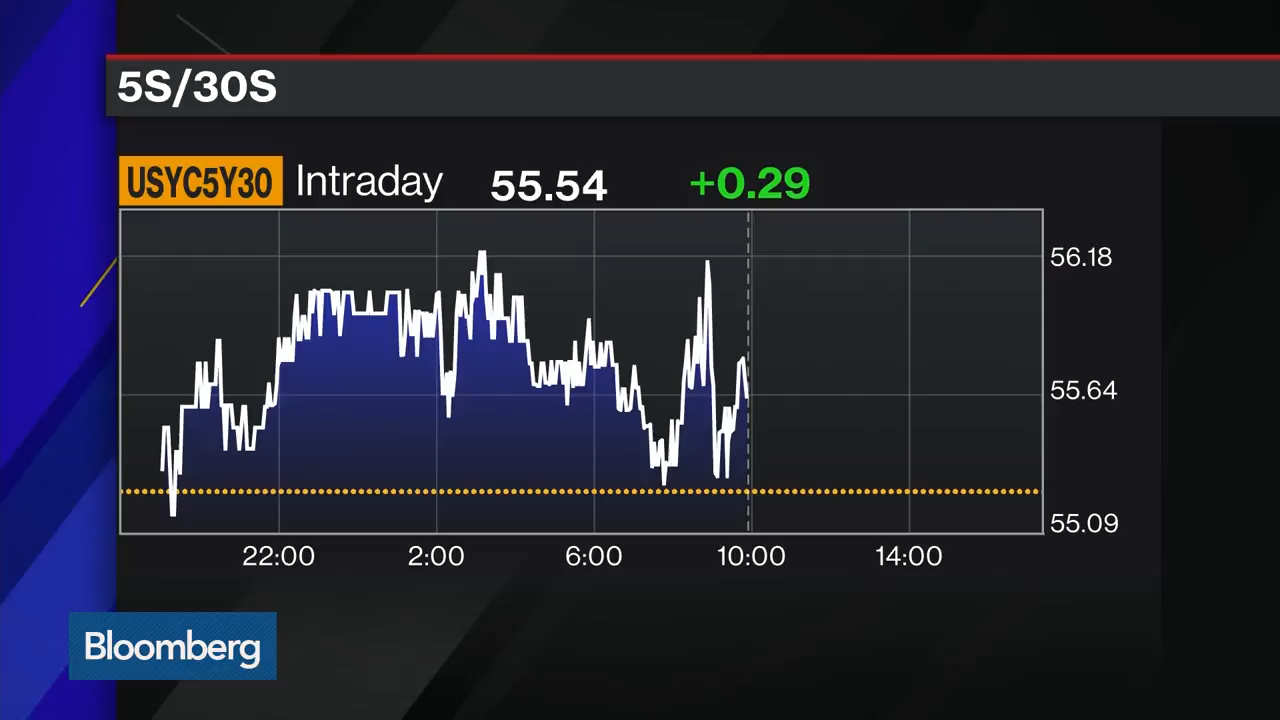 5S/30S
USYC5Y30 Intraday 55.54 +0.29
56.18
55.64
55.09
22:00 2:00 6:00 10:00 14:00
Bloomberg